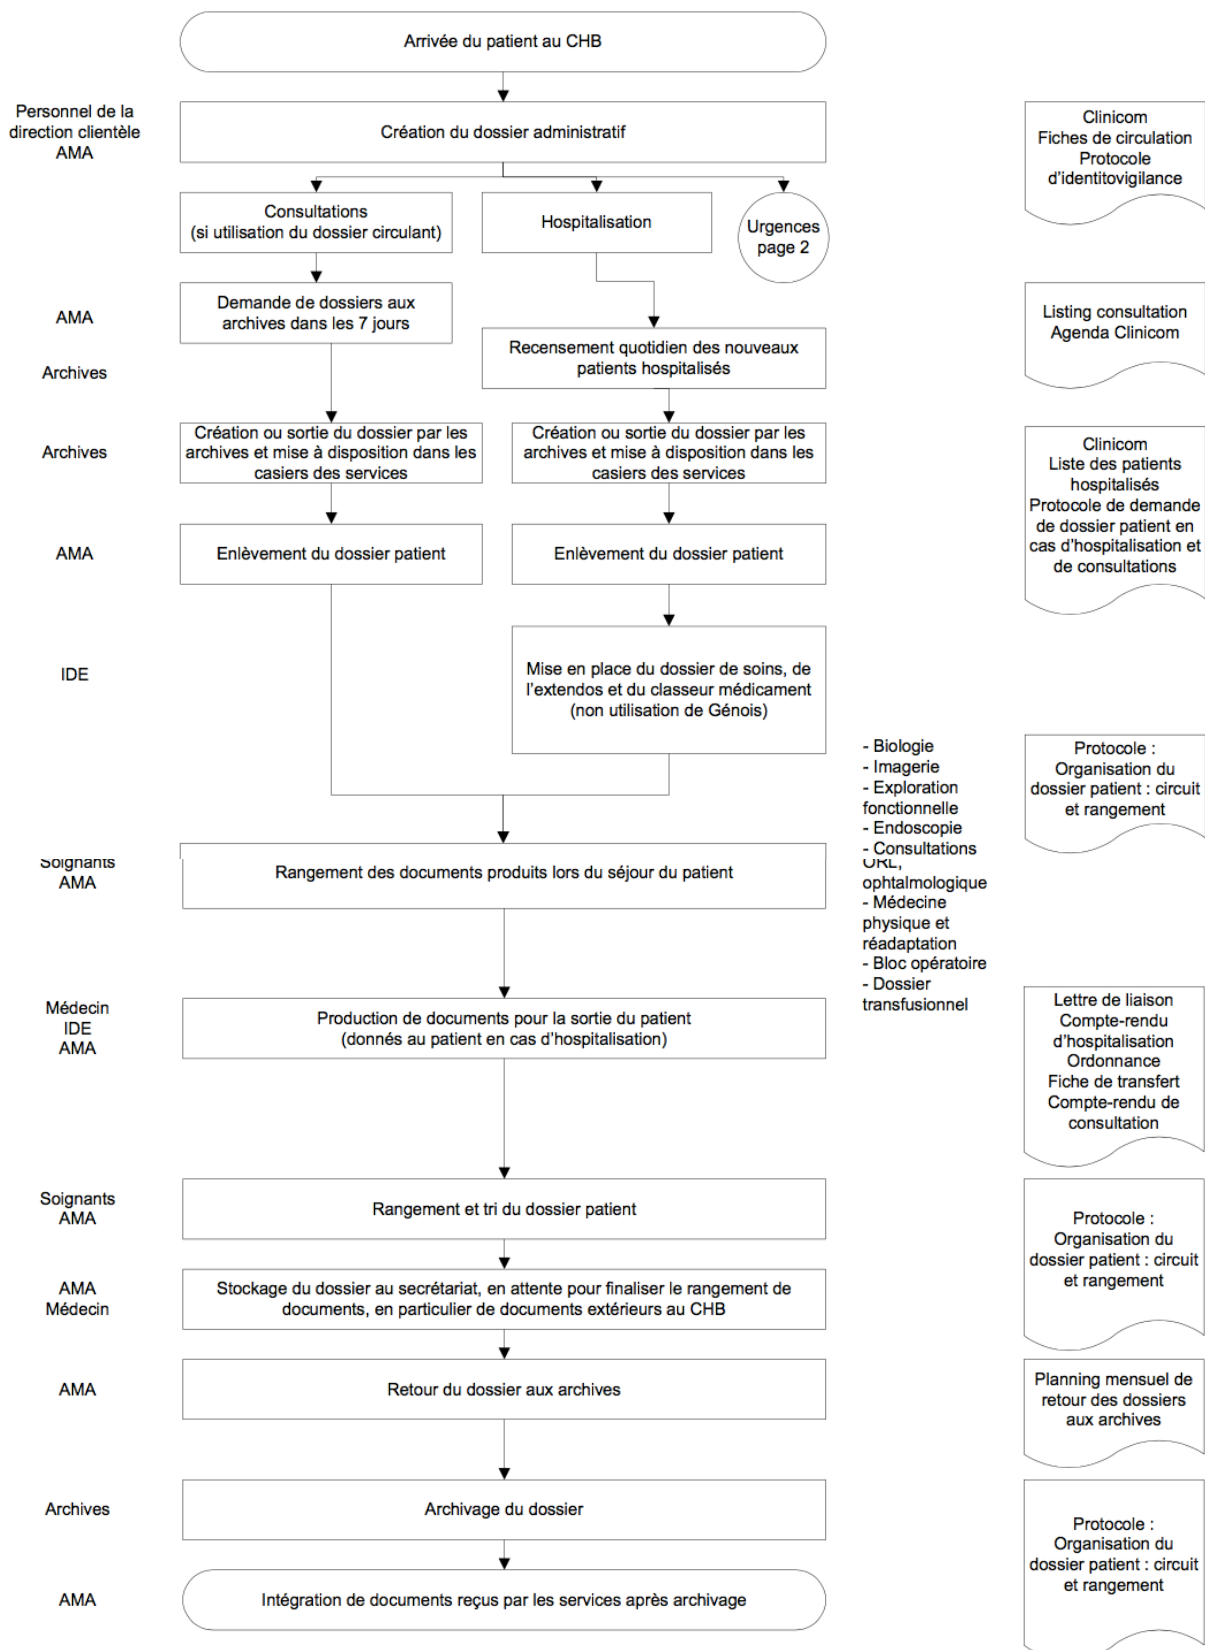 Arrivée du patient au CHB
Personnel de la
direction clientèle
AMA
Création du dossier administratif
Clinicom
Fiches de circulation
Protocole
d'identitovigilance
Consultations
(si utilisation du dossier circulant)
Hospitalisation
Urgences
page 2
AMA
Demande de dossiers aux
archives dans les 7 jours
Listing consultation
Agenda Clinicom
Archives
Recensement quotidien des nouveaux
patients hospitalisés
Archives
Création ou sortie du dossier par les
archives et mise à disposition dans les
casiers des services
Création ou sortie du dossier par les
archives et mise à disposition dans les
casiers des services
Clinicom
Liste des patients
hospitalisés
Protocole de demande
de dossier patient en
cas d'hospitalisation et
de consultations
AMA
Enlèvement du dossier patient
Enlèvement du dossier patient
IDE
Mise en place du dossier de soins, de
l'extendos et du classeur médicament
(non utilisation de Génois)
- Biologie
- Imagerie
- Exploration
fonctionnelle
- Endoscopie
- Consultations
ORL,
ophtalmologique
- Médecine
physique et
réadaptation
- Bloc opératoire
- Dossier
transfusionnel
Protocole :
Organisation du
dossier patient : circuit
et rangement
Soignants
AMA
Rangement des documents produits lors du séjour du patient
Médecin
IDE
AMA
Production de documents pour la sortie du patient
(donnés au patient en cas d'hospitalisation)
Lettre de liaison
Compte-rendu
d'hospitalisation
Ordonnance
Fiche de transfert
Compte-rendu de
consultation
Soignants
AMA
Rangement et tri du dossier patient
Protocole :
Organisation du
dossier patient : circuit
et rangement
AMA
Médecin
Stockage du dossier au secrétariat, en attente pour finaliser le rangement de
documents, en particulier de documents extérieurs au CHB
AMA
Retour du dossier aux archives
Planning mensuel de
retour des dossiers
aux archives
Archives
Archivage du dossier
Protocole :
Organisation du
dossier patient : circuit
et rangement
AMA
Intégration de documents reçus par les services après archivage